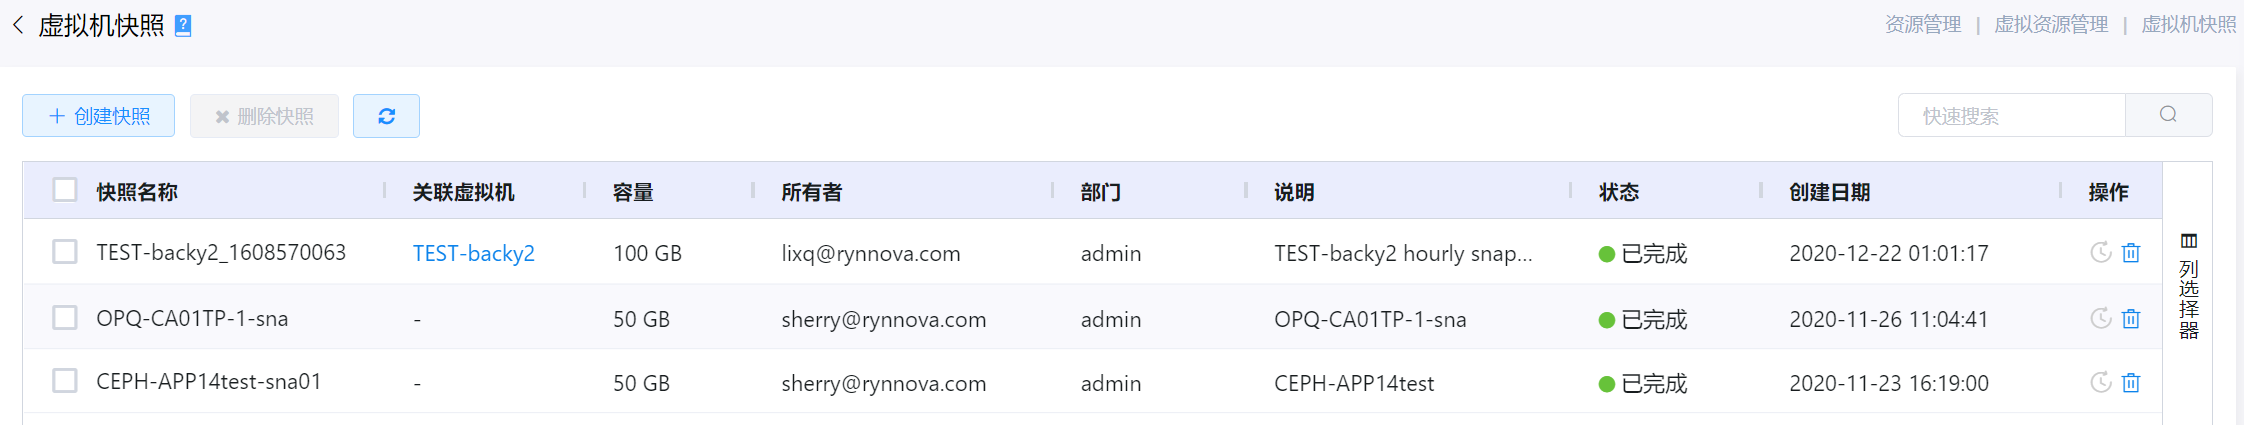 虚拟机快照
资源管理 | 虚拟资源管理 | 虚拟机快照
创建快照 删除快照 快速搜索
快照名称 关联虚拟机 容量 所有者 部门 说明 状态 创建日期 操作
TEST-backy2_1608570063 TEST-backy2 100 GB lixq@rynnova.com admin TEST-backy2 hourly snap... 已完成 2020-12-22 01:01:17
OPQ-CA01TP-1-sna - 50 GB sherry@rynnova.com admin OPQ-CA01TP-1-sna 已完成 2020-11-26 11:04:41
CEPH-APP14test-sna01 - 50 GB sherry@rynnova.com admin CEPH-APP14test 已完成 2020-11-23 16:19:00
列选择器